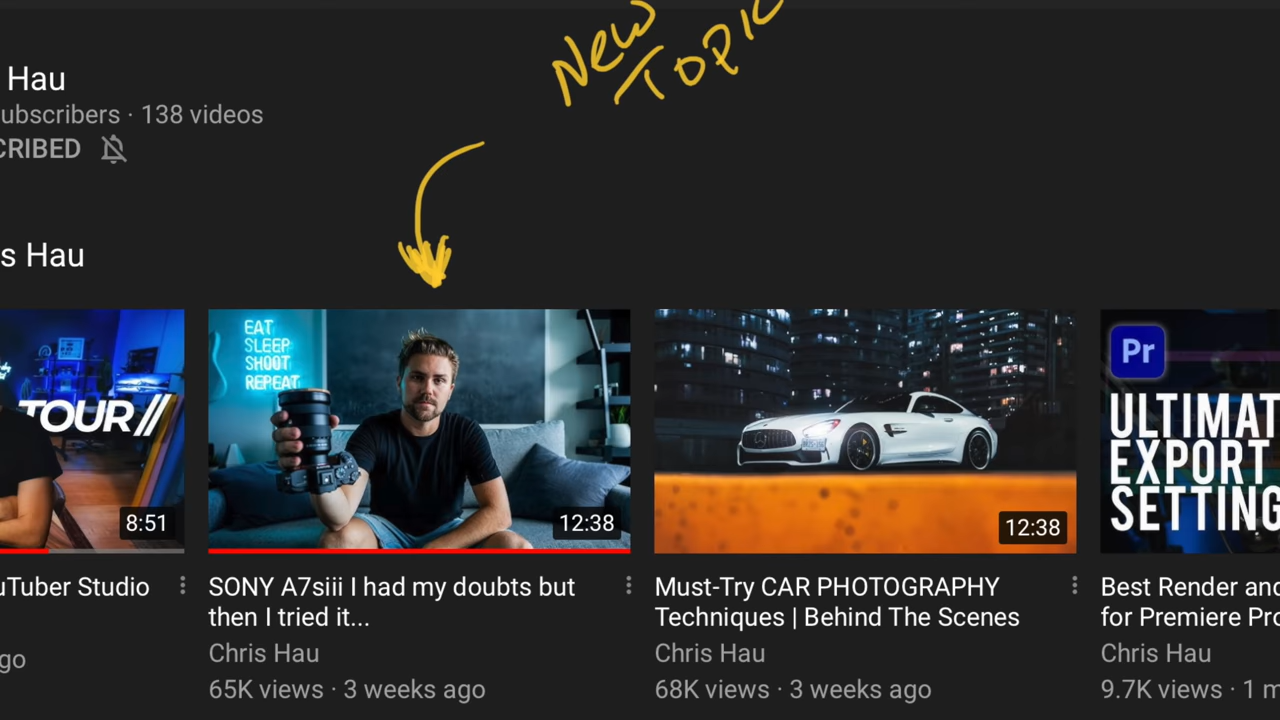 New
Topic
Hau
ubscribers · 138 videos
CRIBED
s Hau
TOUR //
8:51
uTuber Studio
go
EAT
SLEEP
SHOOT
REPEAT
12:38
SONY A7siii I had my doubts but
then I tried it...
Chris Hau
65K views · 3 weeks ago
12:38
Must-Try CAR PHOTOGRAPHY
Techniques | Behind The Scenes
Chris Hau
68K views · 3 weeks ago
Pr
ULTIMAT
EXPORT
SETTING
Best Render and
for Premiere Pro
Chris Hau
9.7K views · 1 m